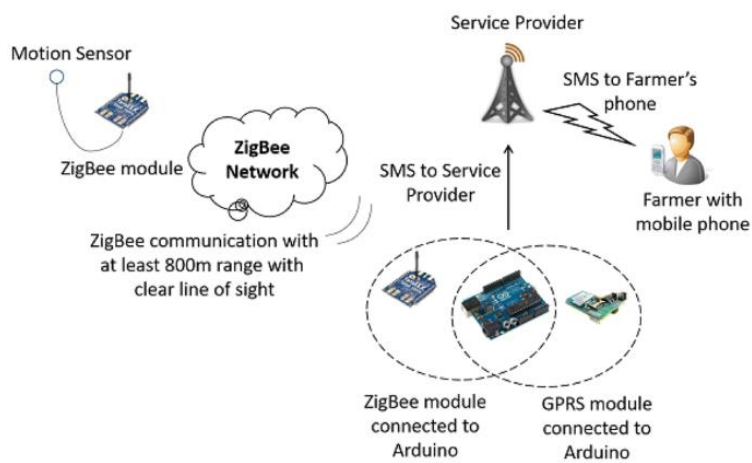 Motion Sensor
ZigBee module
ZigBee
Network
ZigBee communication with
at least 800m range with
clear line of sight
Service Provider
SMS to Farmer's
phone
Farmer with
mobile phone
SMS to Service
Provider
ZigBee module
connected to
Arduino
GPRS module
connected to
Arduino